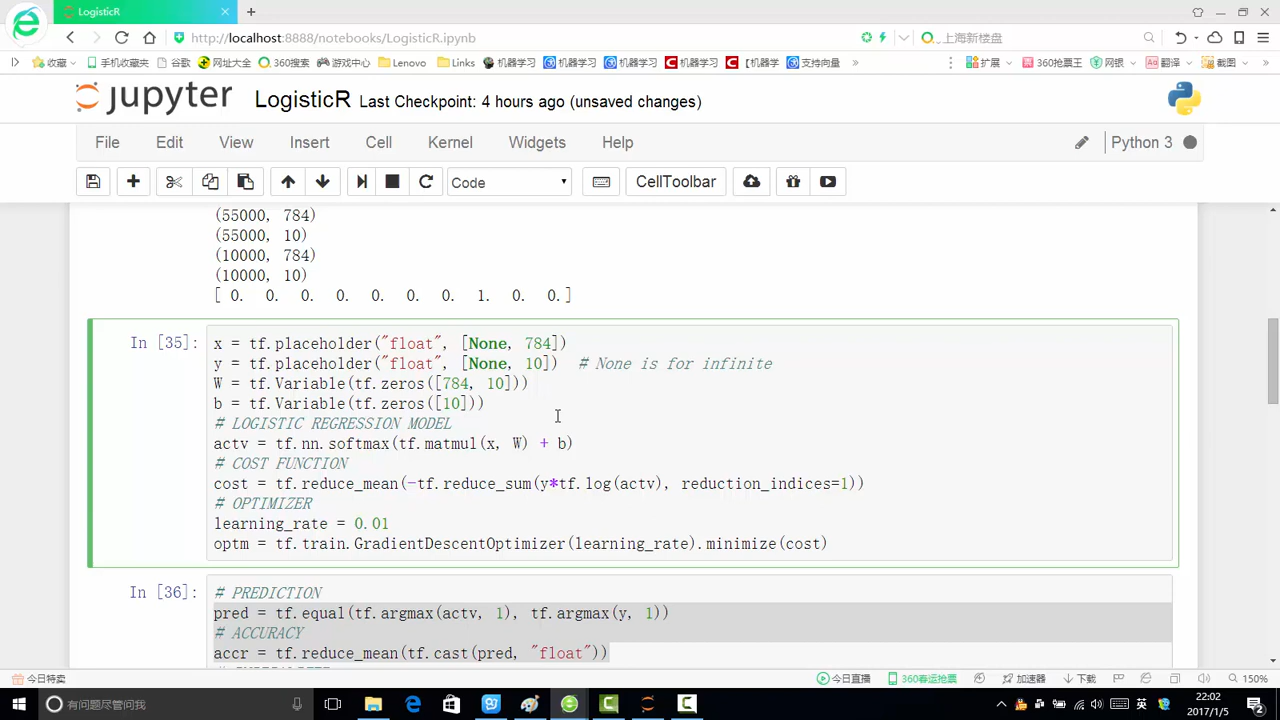 LogisticR
http://localhost:8888/notebooks/LogisticR.ipynb
上海新楼盘
收藏 手机收藏夹 谷歌 网址大全 360搜索 游戏中心 Lenovo Links 机器学习 机器学习 机器学习 机器学习 【机器学 支持向量 » 扩展 360抢票王 网银 翻译 截图 »
jupyter LogisticR Last Checkpoint: 4 hours ago (unsaved changes)
File Edit View Insert Cell Kernel Widgets Help Python 3
Code CellToolbar
(55000, 784)
(55000, 10)
(10000, 784)
(10000, 10)
[ 0. 0. 0. 0. 0. 0. 0. 1. 0. 0.]
In [35]: x = tf.placeholder("float", [None, 784])
y = tf.placeholder("float", [None, 10]) # None is for infinite
W = tf.Variable(tf.zeros([784, 10]))
b = tf.Variable(tf.zeros([10]))
# LOGISTIC REGRESSION MODEL
actv = tf.nn.softmax(tf.matmul(x, W) + b)
# COST FUNCTION
cost = tf.reduce_mean(-tf.reduce_sum(y*tf.log(actv), reduction_indices=1))
# OPTIMIZER
learning_rate = 0.01
optm = tf.train.GradientDescentOptimizer(learning_rate).minimize(cost)
In [36]: # PREDICTION
pred = tf.equal(tf.argmax(actv, 1), tf.argmax(y, 1))
# ACCURACY
accr = tf.reduce_mean(tf.cast(pred, "float"))
今日特卖 今日直播 360春运抢票 加速器 下载 150%
有问题尽管问我 英 22:02
2017/1/5